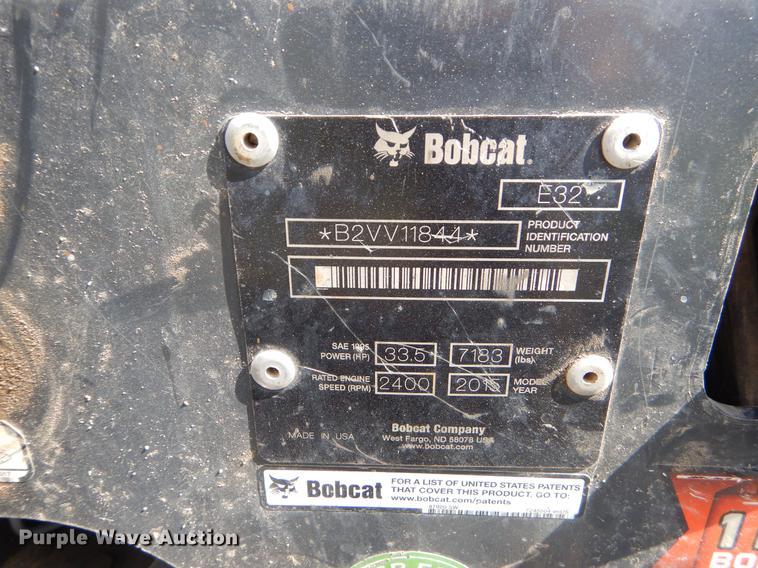 Bobcat®
E32
*B2VV11844*
PRODUCT
IDENTIFICATION
NUMBER
SAE 1995
POWER (HP)
33.5
7183
WEIGHT
(lbs)
RATED ENGINE
SPEED (RPM)
2400
MODEL
YEAR
MADE IN USA
Bobcat Company
West Fargo, ND 58078 USA
www.bobcat.com
Bobcat
FOR A LIST OF UNITED STATES PATENTS
THAT COVER THIS PRODUCT, GO TO:
www.bobcat.com/patents
Purple Wave Auction